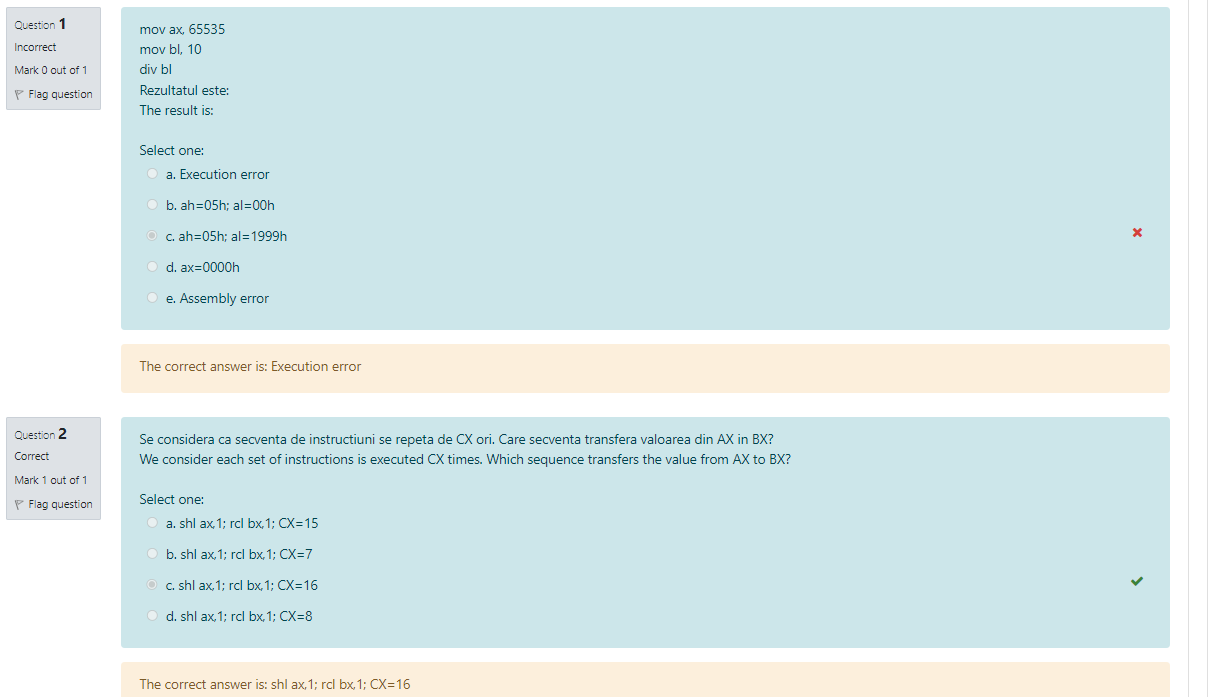 Question 1
Incorrect
Mark 0 out of 1
Flag question
mov ax, 65535
mov bl, 10
div bl
Rezultatul este:
The result is:
Select one:
a. Execution error
b. ah=05h; al=00h
c. ah=05h; al=1999h
d. ax=0000h
e. Assembly error
The correct answer is: Execution error
Question 2
Correct
Mark 1 out of 1
Flag question
Se considera ca secventa de instructiuni se repeta de CX ori. Care secventa transfera valoarea din AX in BX?
We consider each set of instructions is executed CX times. Which sequence transfers the value from AX to BX?
Select one:
a. shl ax,1; rcl bx,1; CX=15
b. shl ax,1; rcl bx,1; CX=7
c. shl ax,1; rcl bx,1; CX=16
d. shl ax,1; rcl bx,1; CX=8
The correct answer is: shl ax,1; rcl bx,1; CX=16